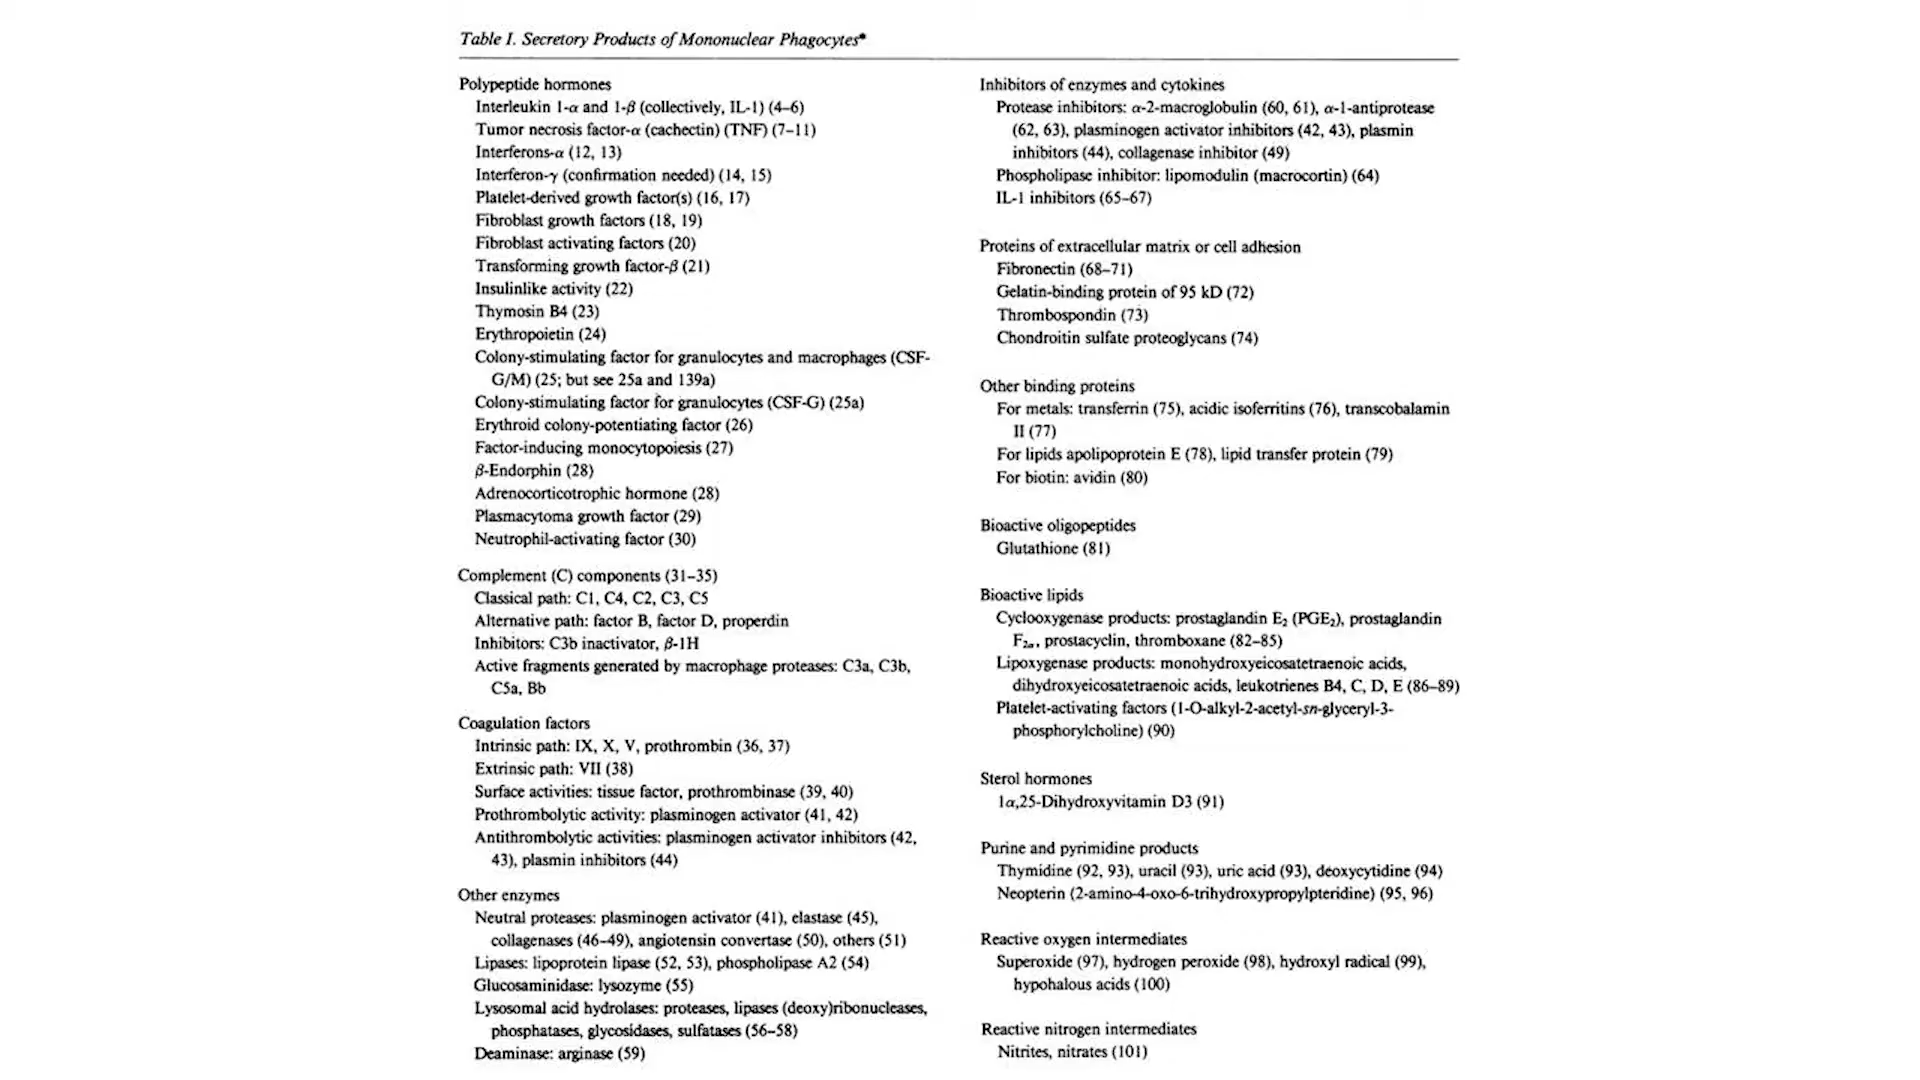 Table I. Secretory Products of Mononuclear Phagocytes*
Polypeptide hormones
Interleukin 1-α and 1-β (collectively, IL-1) (4–6)
Tumor necrosis factor-α (cachectin) (TNF) (7–11)
Interferons-α (12, 13)
Interferon-γ (confirmation needed) (14, 15)
Platelet-derived growth factor(s) (16, 17)
Fibroblast growth factors (18, 19)
Fibroblast activating factors (20)
Transforming growth factor-β (21)
Insulinlike activity (22)
Thymosin B4 (23)
Erythropoietin (24)
Colony-stimulating factor for granulocytes and macrophages (CSF-
G/M) (25; but see 25a and 139a)
Colony-stimulating factor for granulocytes (CSF-G) (25a)
Erythroid colony-potentiating factor (26)
Factor-inducing monocytopoiesis (27)
β-Endorphin (28)
Adrenocorticotrophic hormone (28)
Plasmacytoma growth factor (29)
Neutrophil-activating factor (30)
Complement (C) components (31–35)
Classical path: C1, C4, C2, C3, C5
Alternative path: factor B, factor D, properdin
Inhibitors: C3b inactivator, β-1H
Active fragments generated by macrophage proteases: C3a, C3b,
C5a, Bb
Coagulation factors
Intrinsic path: IX, X, V, prothrombin (36, 37)
Extrinsic path: VII (38)
Surface activities: tissue factor, prothrombinase (39, 40)
Prothrombolytic activity: plasminogen activator (41, 42)
Antithrombolytic activities: plasminogen activator inhibitors (42,
43), plasmin inhibitors (44)
Other enzymes
Neutral proteases: plasminogen activator (41), elastase (45),
collagenases (46–49), angiotensin convertase (50), others (51)
Lipases: lipoprotein lipase (52, 53), phospholipase A2 (54)
Glucosaminidase: lysozyme (55)
Lysosomal acid hydrolases: proteases, lipases (deoxy)ribonucleases,
phosphatases, glycosidases, sulfatases (56–58)
Deaminase: arginase (59)
Inhibitors of enzymes and cytokines
Protease inhibitors: α-2-macroglobulin (60, 61), α-1-antiprotease
(62, 63), plasminogen activator inhibitors (42, 43), plasmin
inhibitors (44), collagenase inhibitor (49)
Phospholipase inhibitor: lipomodulin (macrocortin) (64)
IL-1 inhibitors (65–67)
Proteins of extracellular matrix or cell adhesion
Fibronectin (68–71)
Gelatin-binding protein of 95 kD (72)
Thrombospondin (73)
Chondroitin sulfate proteoglycans (74)
Other binding proteins
For metals: transferrin (75), acidic isoferritins (76), transcobalamin
II (77)
For lipids apolipoprotein E (78), lipid transfer protein (79)
For biotin: avidin (80)
Bioactive oligopeptides
Glutathione (81)
Bioactive lipids
Cyclooxygenase products: prostaglandin E₂ (PGE₂), prostaglandin
F₂α, prostacyclin, thromboxane (82–85)
Lipoxygenase products: monohydroxyeicosatetraenoic acids,
dihydroxyeicosatetraenoic acids, leukotrienes B4, C, D, E (86–89)
Platelet-activating factors (1-O-alkyl-2-acetyl-sn-glyceryl-3-
phosphorylcholine) (90)
Sterol hormones
1α,25-Dihydroxyvitamin D3 (91)
Purine and pyrimidine products
Thymidine (92, 93), uracil (93), uric acid (93), deoxycytidine (94)
Neopterin (2-amino-4-oxo-6-trihydroxypropylpteridine) (95, 96)
Reactive oxygen intermediates
Superoxide (97), hydrogen peroxide (98), hydroxyl radical (99),
hypohalous acids (100)
Reactive nitrogen intermediates
Nitrites, nitrates (101)